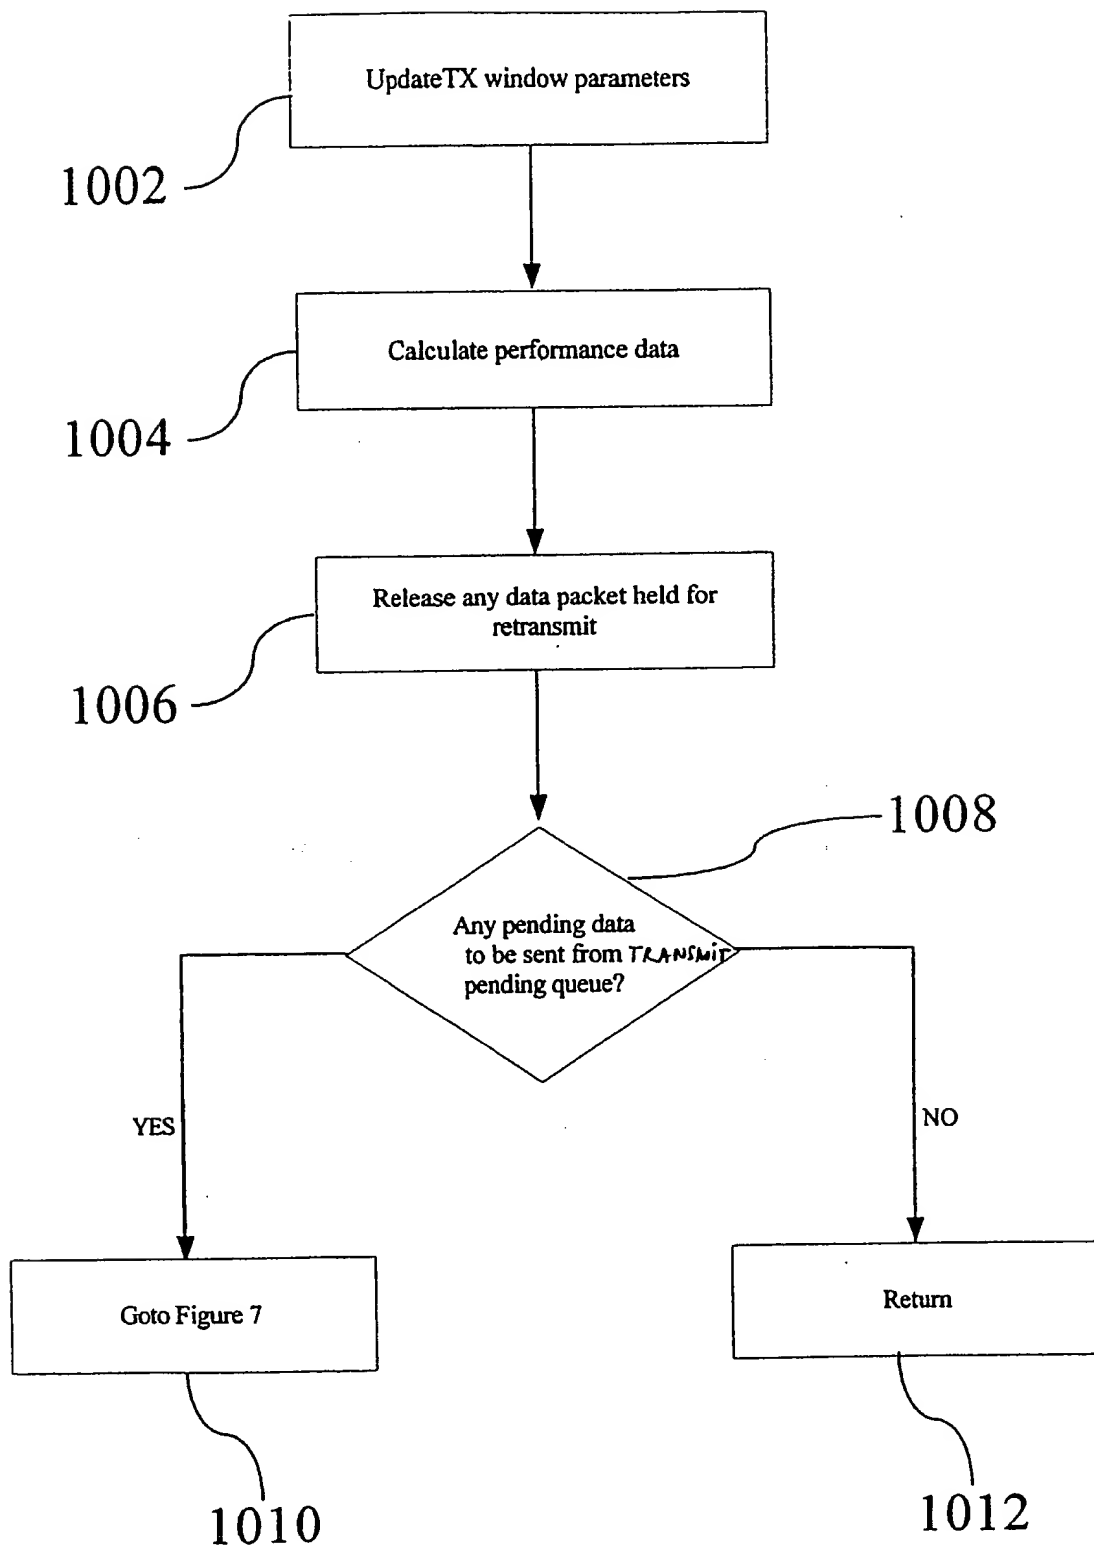 UpdateTX window parameters
1002
Calculate performance data
1004
Release any data packet held for
retransmit
1006
1008
Any pending data
to be sent from TRANSMIT
pending queue?
YES
NO
Goto Figure 7
Return
1010
1012